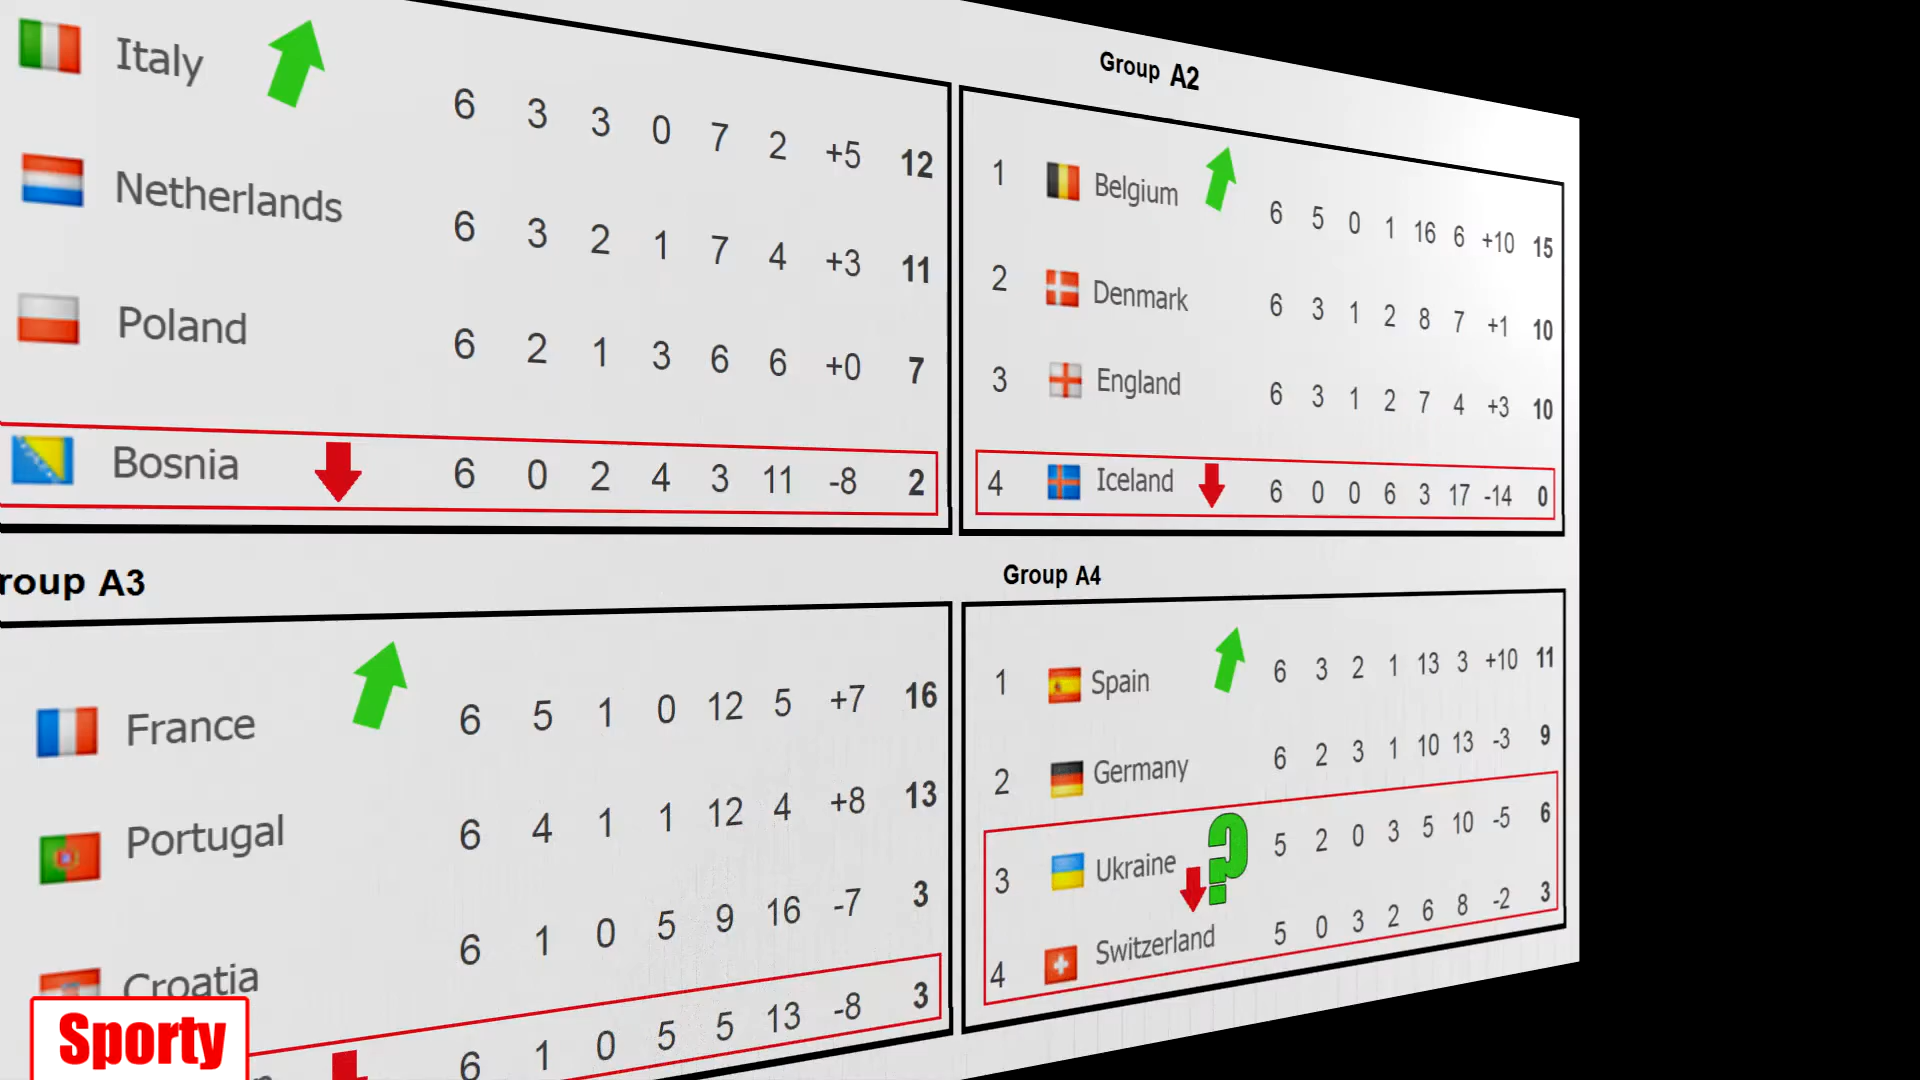 Italy 6 3 3 0 7 2 +5 12
Netherlands 6 3 2 1 7 4 +3 11
Poland 6 2 1 3 6 6 +0 7
Bosnia 6 0 2 4 3 11 -8 2
Group A2
1 Belgium 6 5 0 1 16 6 +10 15
2 Denmark 6 3 1 2 8 7 +1 10
3 England 6 3 1 2 7 4 +3 10
4 Iceland 6 0 0 6 3 17 -14 0
roup A3
France 6 5 1 0 12 5 +7 16
Portugal 6 4 1 1 12 4 +8 13
Croatia 6 1 0 5 9 16 -7 3
6 1 0 5 5 13 -8 3
Group A4
1 Spain 6 3 2 1 13 3 +10 11
2 Germany 6 2 3 1 10 13 -3 9
3 Ukraine ? 5 2 0 3 5 10 -5 6
4 Switzerland 5 0 3 2 6 8 -2 3
Sporty